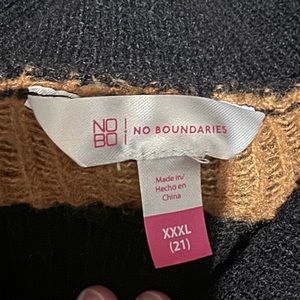 NO
BO
NO BOUNDARIES
Made in/
Hecho en
China
XXXL
(21)